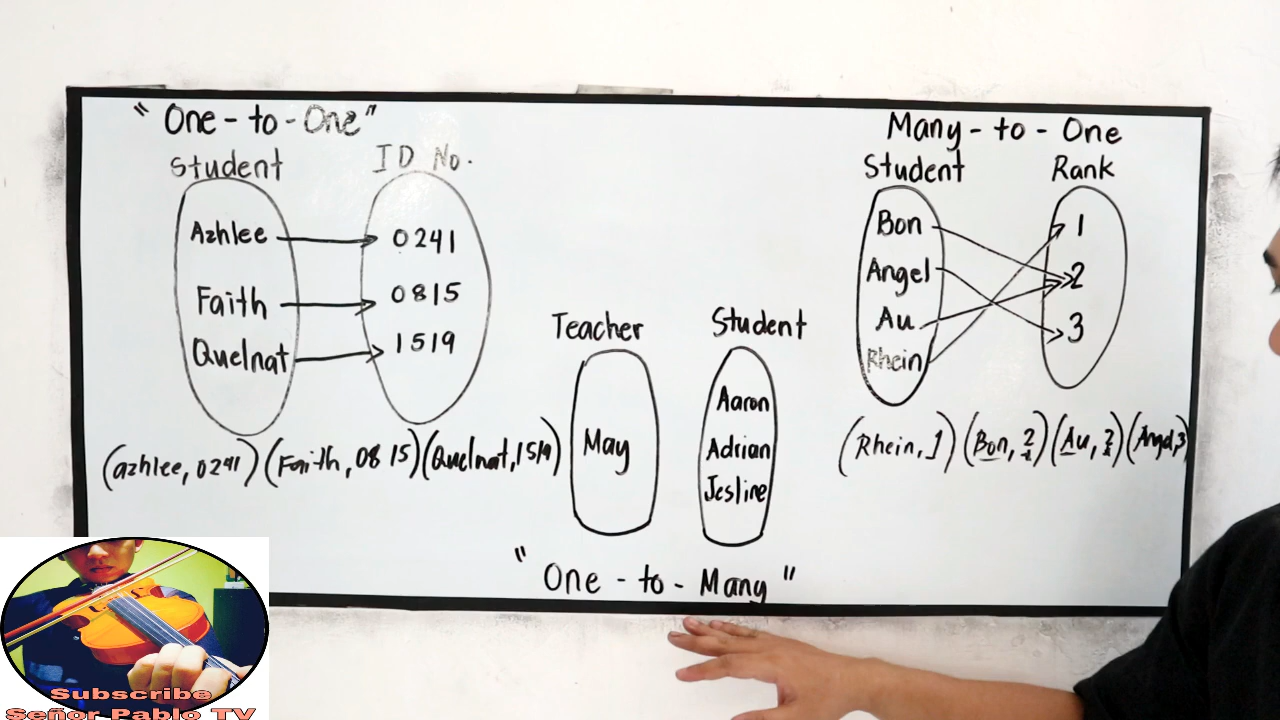 " One - to - One "
Student
ID No.
Azhlee
0241
Faith
0815
Quelnat
1519
(azhlee, 0241) (Faith, 0815) (Quelnat, 1519)
Teacher
Student
May
Aaron
Adrian
Jesline
" One - to - Many "
Many - to - One
Student
Rank
Bon
1
Angel
2
Au
3
Rhein
(Rhein, 1) (Bon, 2) (Au, 2) (Angel, 3)
Subscribe
Señor Pablo TV